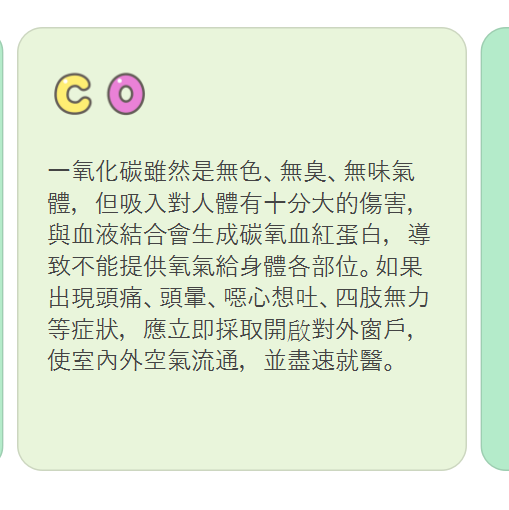 CO
一氧化碳雖然是無色、無臭、無味氣
體，但吸入對人體有十分大的傷害，
與血液結合會生成碳氧血紅蛋白，導
致不能提供氧氣給身體各部位。如果
出現頭痛、頭暈、噁心想吐、四肢無力
等症狀，應立即採取開啟對外窗戶，
使室內外空氣流通，並盡速就醫。